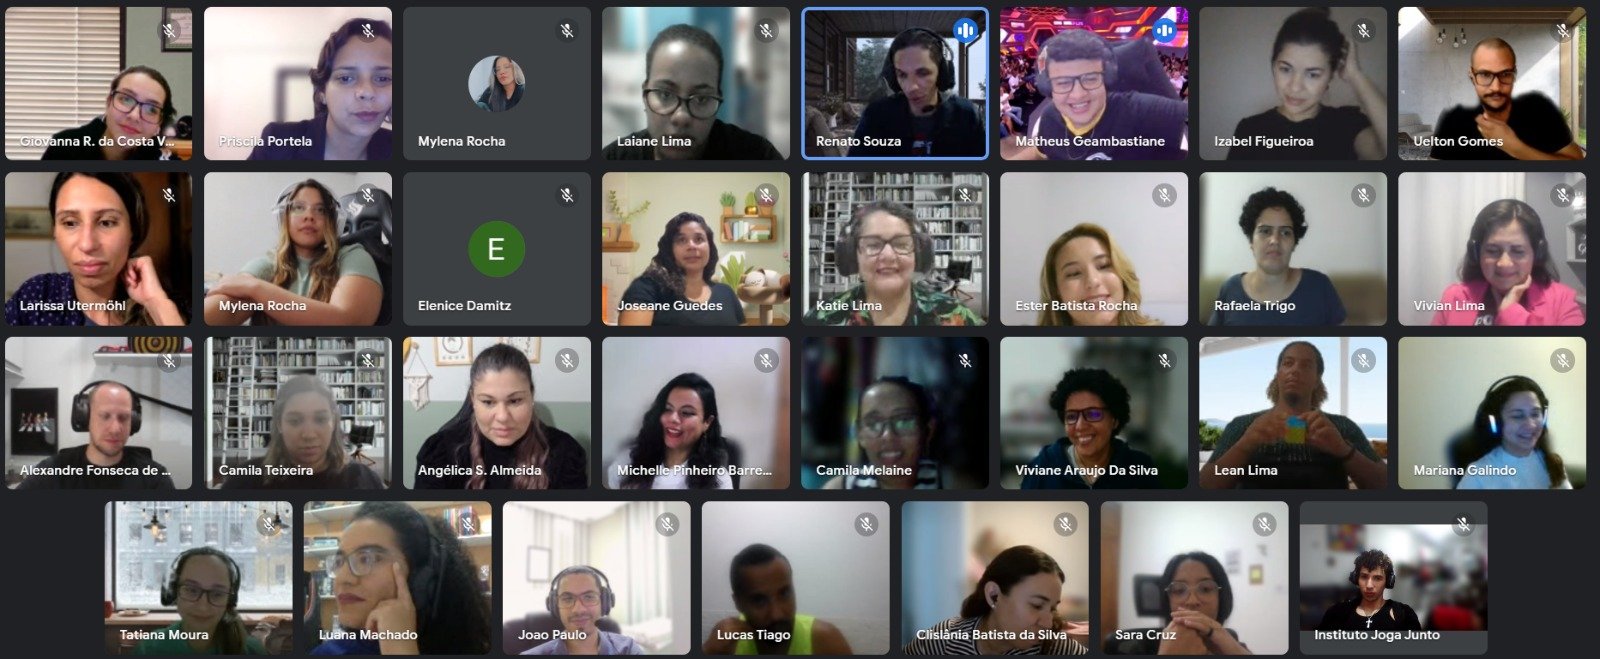 Giovanna R. da Costa V...
Priscila Portela
Mylena Rocha
Laiane Lima
Renato Souza
Matheus Geambastiane
Izabel Figueiroa
Uelton Gomes
Larissa Utermöhl
Mylena Rocha
E
Elenice Damitz
Joseane Guedes
Katie Lima
Ester Batista Rocha
Rafaela Trigo
Vivian Lima
Alexandre Fonseca de ...
Camila Teixeira
Angélica S. Almeida
Michelle Pinheiro Barre...
Camila Melaine
Viviane Araujo Da Silva
Lean Lima
Mariana Galindo
Tatiana Moura
Luana Machado
Joao Paulo
Lucas Tiago
Clislânia Batista da Silva
Sara Cruz
Instituto Joga Junto